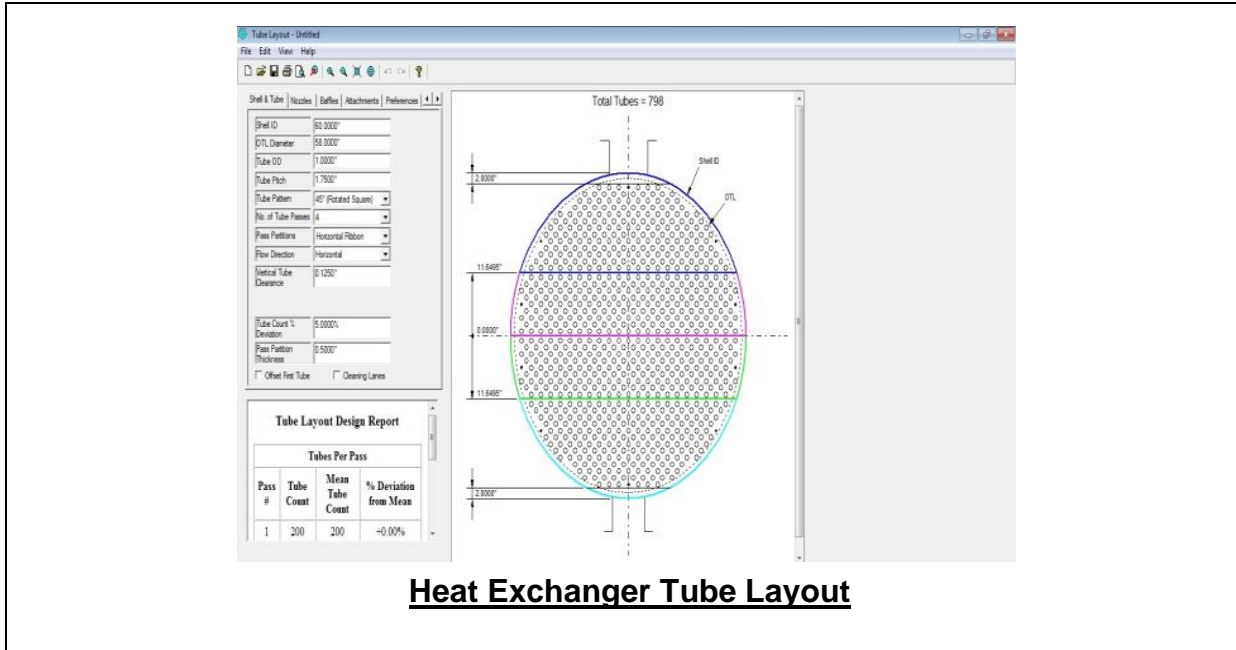 Tube Layout - Untitled
File Edit View Help
Shell & Tube Nozzles Baffles Attachments Preferences
Total Tubes = 798
Shell ID 60.0000"
OTL Diameter 58.0000"
Tube OD 1.0000"
Tube Pitch 1.7500"
Tube Pattern 45° (Rotated Square)
No. of Tube Passes 4
Pass Partitions Horizontal Ribbon
Flow Direction Horizontal
Vertical Tube Clearance 0.1250"
Tube Count % Deviation 5.0000%
Pass Partition Thickness 0.5000"
Offset First Tube Cleaning Lanes
Shell ID
OTL
2.0000"
11.6495"
0.0000"
11.6495"
2.0000"
Tube Layout Design Report
Tubes Per Pass
Pass # Tube Count Mean Tube Count % Deviation from Mean
1 200 200 +0.00%
Heat Exchanger Tube Layout